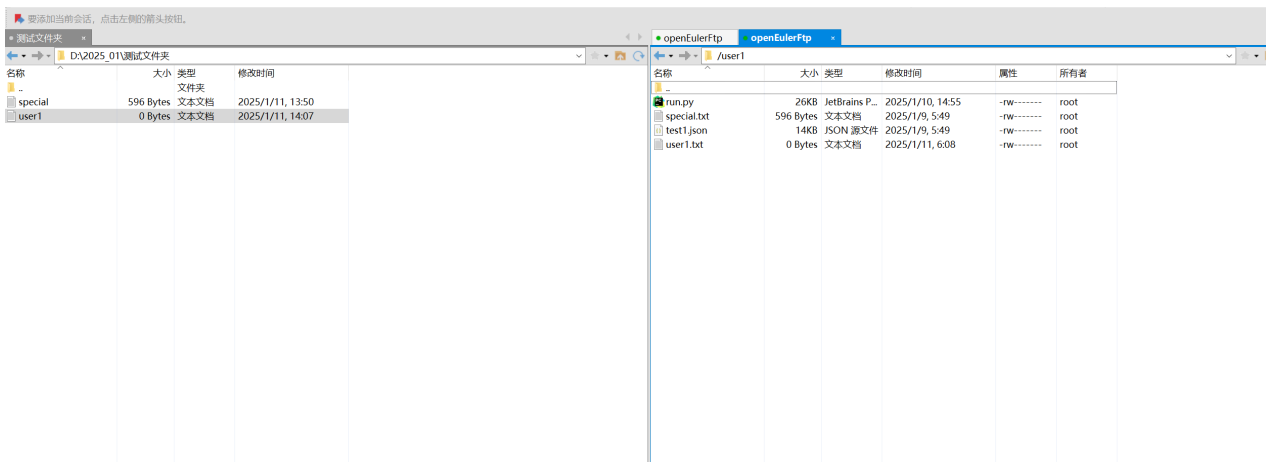 要添加当前会话，点击左侧的箭头按钮。
测试文件夹 ×
D:\2025_01\测试文件夹
名称 大小 类型 修改时间
.. 文件夹
special 596 Bytes 文本文档 2025/1/11, 13:50
user1 0 Bytes 文本文档 2025/1/11, 14:07
openEulerFtp openEulerFtp ×
/user1
名称 大小 类型 修改时间 属性 所有者
..
run.py 26KB JetBrains P... 2025/1/10, 14:55 -rw------- root
special.txt 596 Bytes 文本文档 2025/1/9, 5:49 -rw------- root
test1.json 14KB JSON 源文件 2025/1/9, 5:49 -rw------- root
user1.txt 0 Bytes 文本文档 2025/1/11, 6:08 -rw------- root